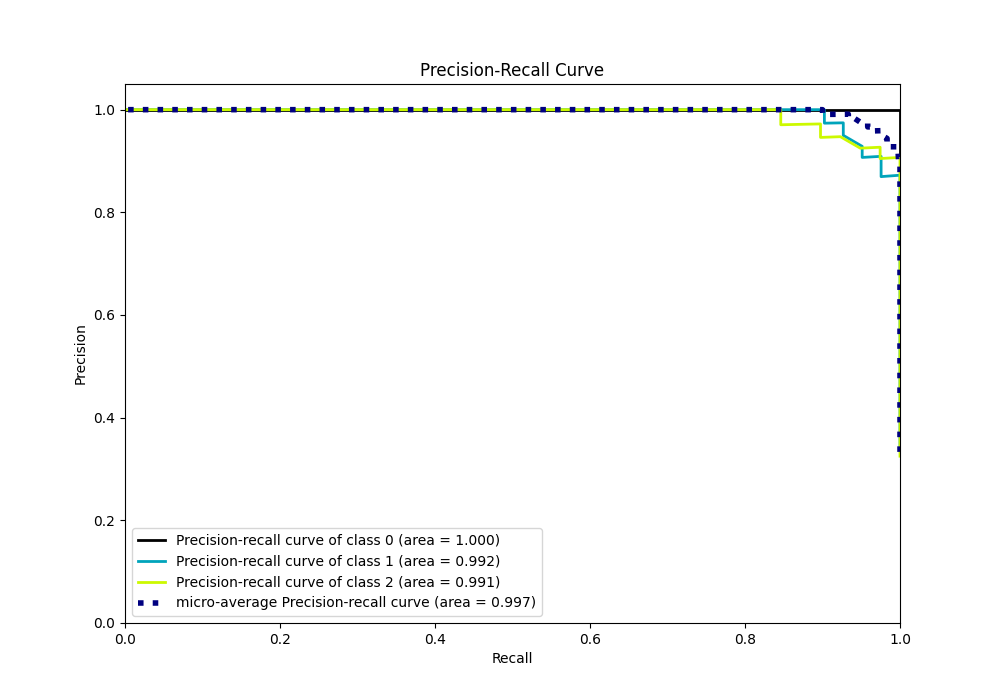 Precision-Recall Curve
1.0
0.8
0.6
0.4
0.2
0.0
Precision
Precision-recall curve of class 0 (area = 1.000)
Precision-recall curve of class 1 (area = 0.992)
Precision-recall curve of class 2 (area = 0.991)
micro-average Precision-recall curve (area = 0.997)
0.0 0.2 0.4 0.6 0.8 1.0
Recall